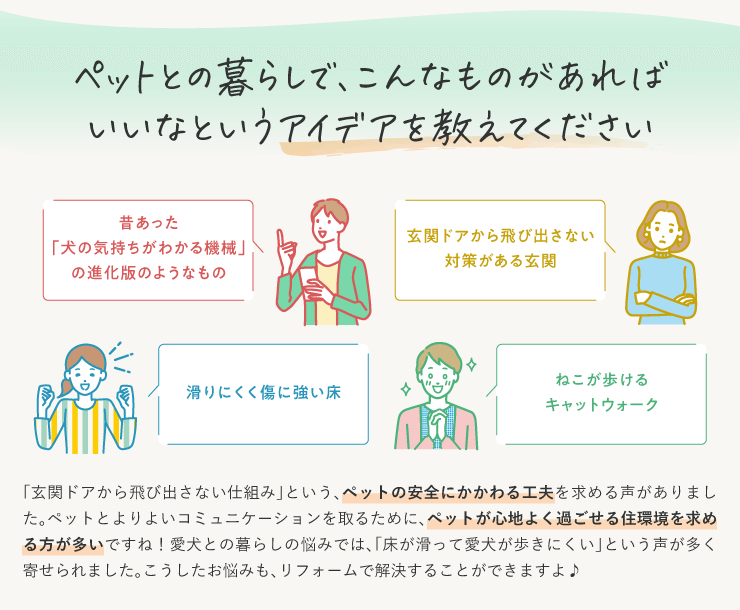 ペットとの暮らしで、こんなものがあれば
いいなというアイデアを教えてください
昔あった
「犬の気持ちがわかる機械」
の進化版のようなもの
玄関ドアから飛び出さない
対策がある玄関
滑りにくく傷に強い床
ねこが歩ける
キャットウォーク
「玄関ドアから飛び出さない仕組み」という、ペットの安全にかかわる工夫を求める声がありまし
た。ペットとよりよいコミュニケーションを取るために、ペットが心地よく過ごせる住環境を求め
る方が多いですね！愛犬との暮らしの悩みでは、「床が滑って愛犬が歩きにくい」という声が多く
寄せられました。こうしたお悩みも、リフォームで解決することができますよ♪